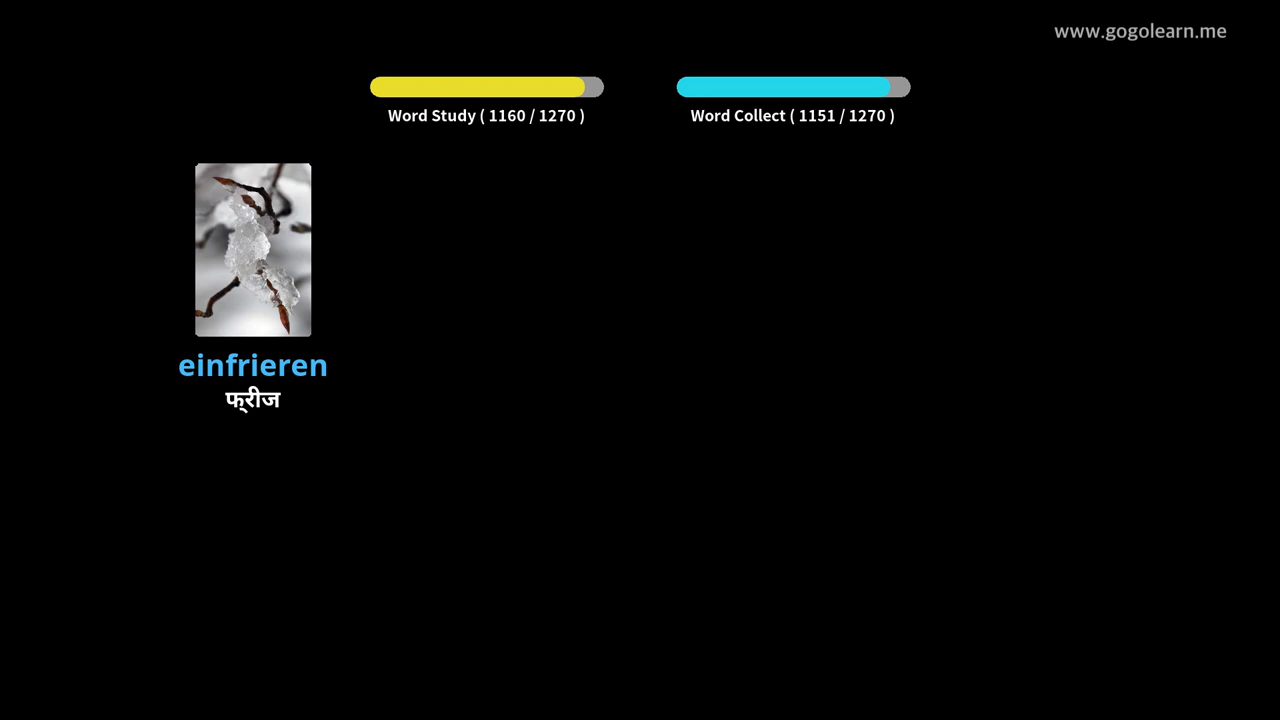 www.gogolearn.me
Word Study ( 1160 / 1270 )
Word Collect ( 1151 / 1270 )
einfrieren
फ्रीज